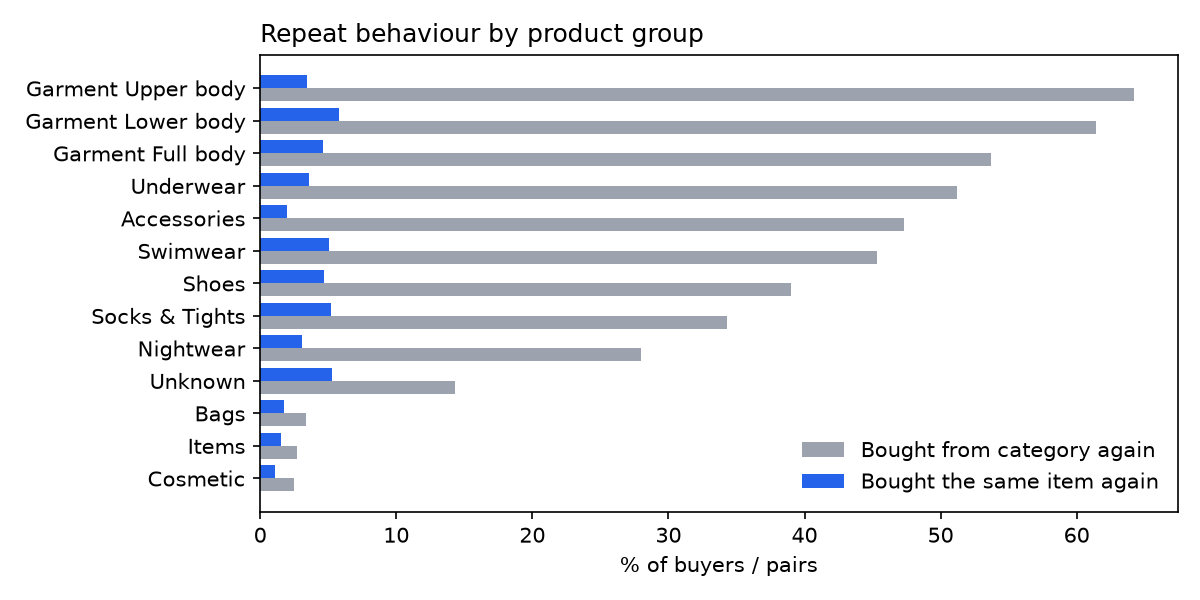 Repeat behaviour by product group
Garment Upper body
Garment Lower body
Garment Full body
Underwear
Accessories
Swimwear
Shoes
Socks & Tights
Nightwear
Unknown
Bags
Items
Cosmetic
Bought from category again
Bought the same item again
0 10 20 30 40 50 60
% of buyers / pairs